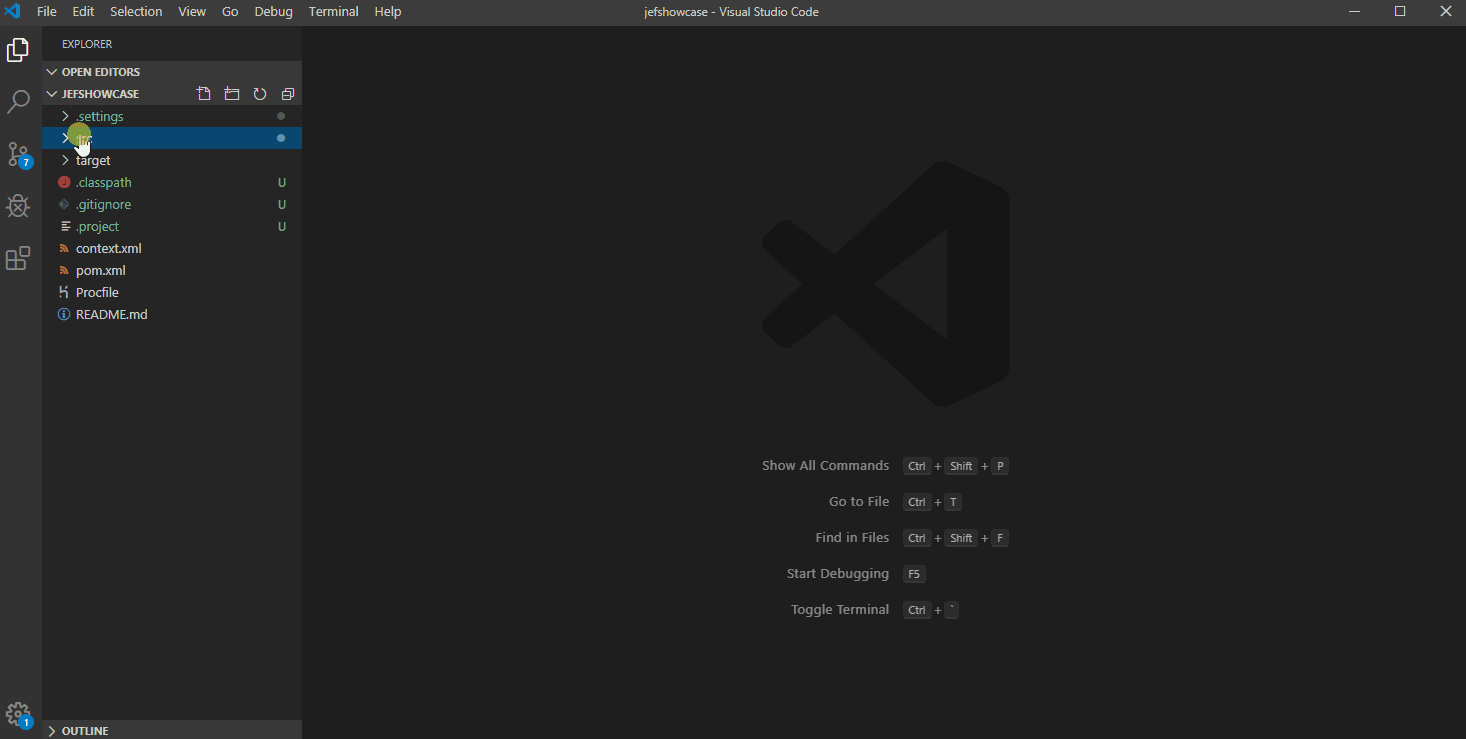 File Edit Selection View Go Debug Terminal Help
jefshowcase - Visual Studio Code
EXPLORER
OPEN EDITORS
JEFSHOWCASE
.settings
target
.classpath U
.gitignore U
.project U
context.xml
pom.xml
Procfile
README.md
7
1
OUTLINE
Show All Commands Ctrl + Shift + P
Go to File Ctrl + T
Find in Files Ctrl + Shift + F
Start Debugging F5
Toggle Terminal Ctrl + `